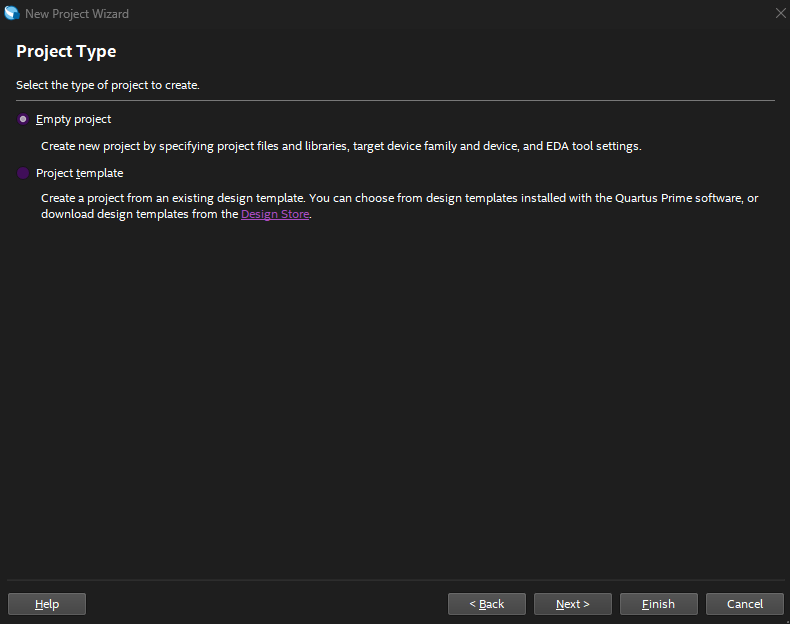 New Project Wizard
Project Type
Select the type of project to create.
Empty project
Create new project by specifying project files and libraries, target device family and device, and EDA tool settings.
Project template
Create a project from an existing design template. You can choose from design templates installed with the Quartus Prime software, or
download design templates from the Design Store.
Help
< Back
Next >
Finish
Cancel